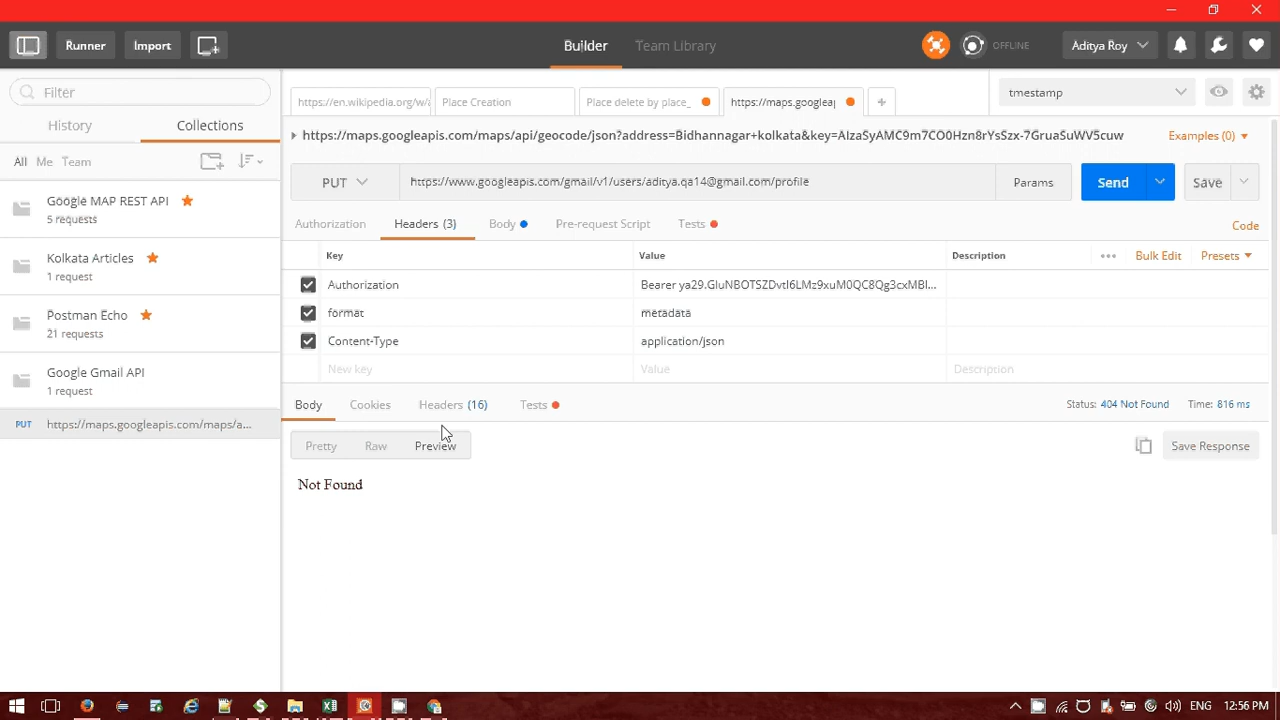 Runner
Import
Builder
Team Library
OFFLINE
Aditya Roy
Filter
History
Collections
All Me Team
Google MAP REST API
5 requests
Kolkata Articles
1 request
Postman Echo
21 requests
Google Gmail API
1 request
PUT https://maps.googleapis.com/maps/a...
https://en.wikipedia.org/w/a
Place Creation
Place delete by place_
https://maps.googleap
+
tmestamp
https://maps.googleapis.com/maps/api/geocode/json?address=Bidhannagar+kolkata&key=AIzaSyAMC9m7CO0Hzn8rYsSzx-7GruaSuWV5cuw
Examples (0)
PUT
https://www.googleapis.com/gmail/v1/users/aditya.qa14@gmail.com/profile
Params
Send
Save
Authorization
Headers (3)
Body
Pre-request Script
Tests
Code
Key Value Description ••• Bulk Edit Presets
Authorization Bearer ya29.GluNBOTSZDvtI6LMz9xuM0QC8Qg3cxMBI...
format metadata
Content-Type application/json
New key Value Description
Body
Cookies
Headers (16)
Tests
Status: 404 Not Found
Time: 816 ms
Pretty
Raw
Preview
Save Response
Not Found
ENG 12:56 PM